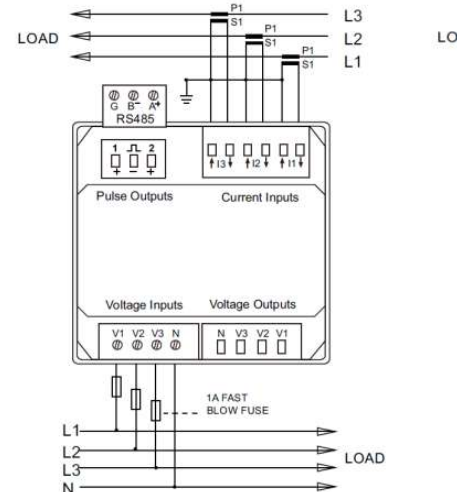 P1
L3
S1
LOAD
P1
L2
LO
S1
P1
L1
S1
G B- A+
RS485
1 2
+ - +
I3 I2 I1
Pulse Outputs Current Inputs
Voltage Inputs Voltage Outputs
V1 V2 V3 N N V3 V2 V1
1A FAST
BLOW FUSE
L1
L2
LOAD
L3
N